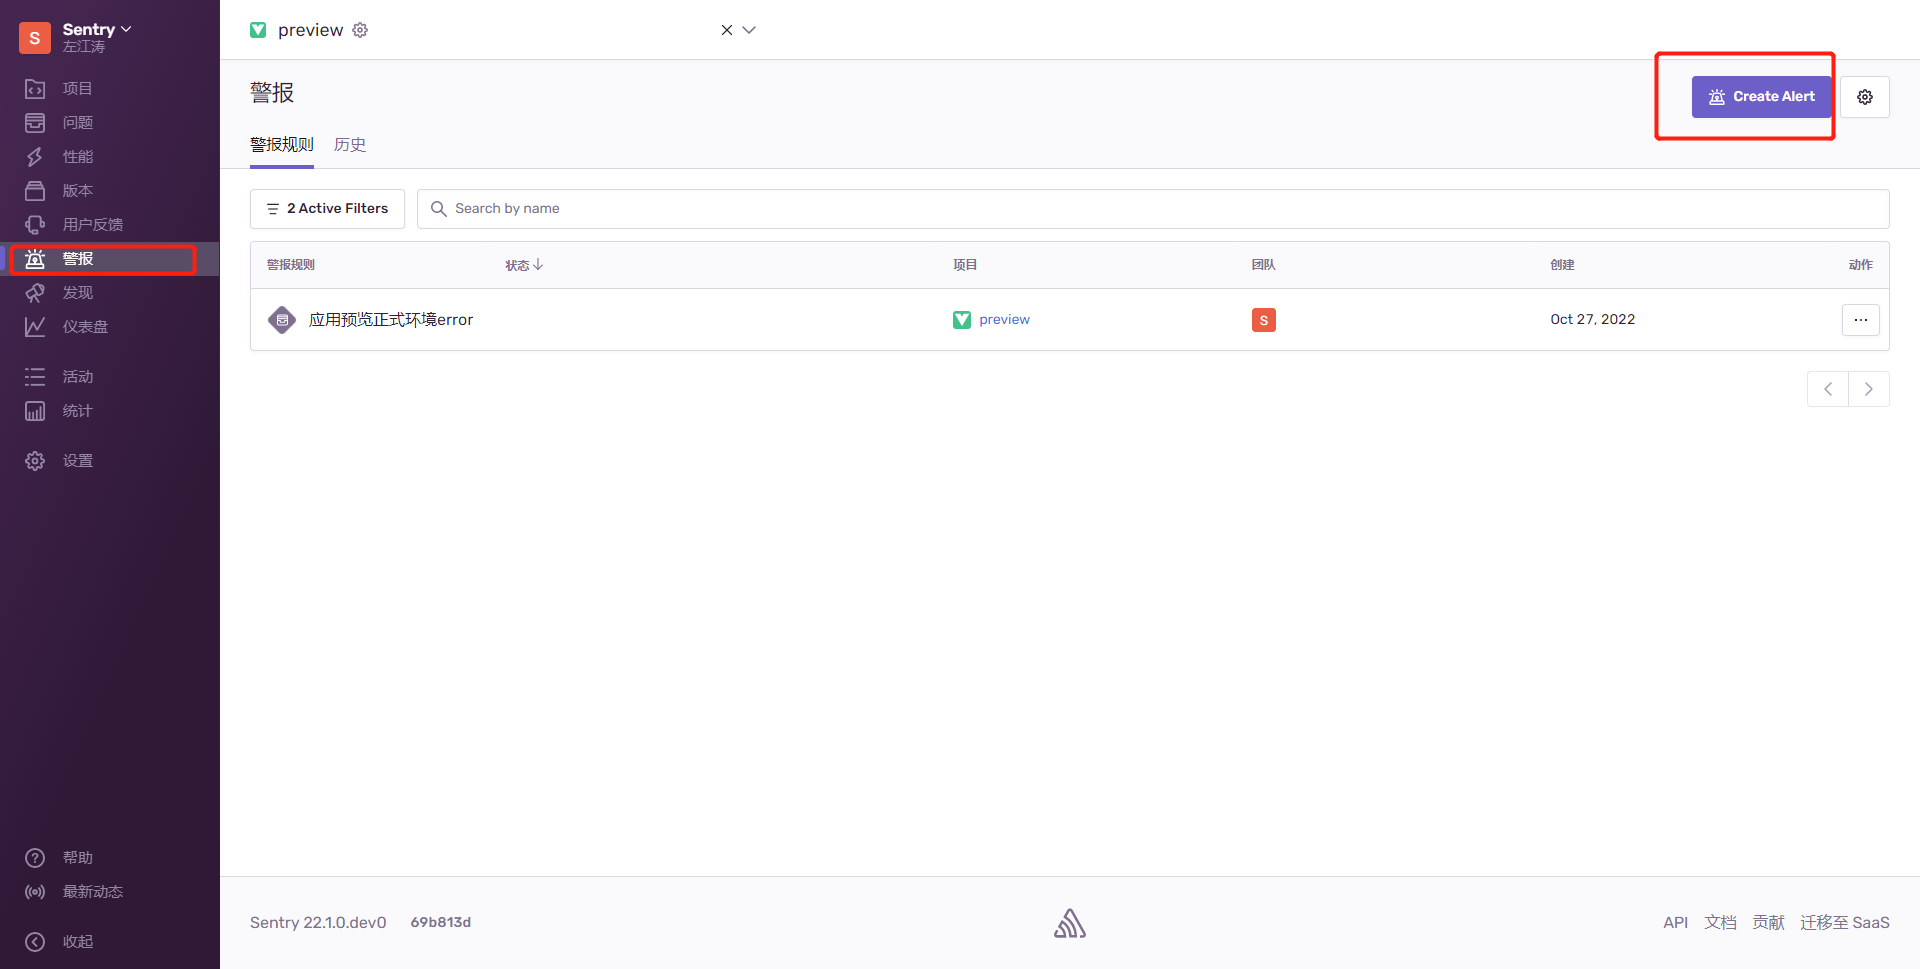 S
Sentry
左江涛
项目
问题
性能
版本
用户反馈
警报
发现
仪表盘
活动
统计
设置
帮助
最新动态
收起
preview
警报
Create Alert
警报规则 历史
2 Active Filters
Search by name
警报规则 状态 项目 团队 创建 动作
应用预览正式环境error preview S Oct 27, 2022
Sentry 22.1.0.dev0 69b813d
API 文档 贡献 迁移至 SaaS